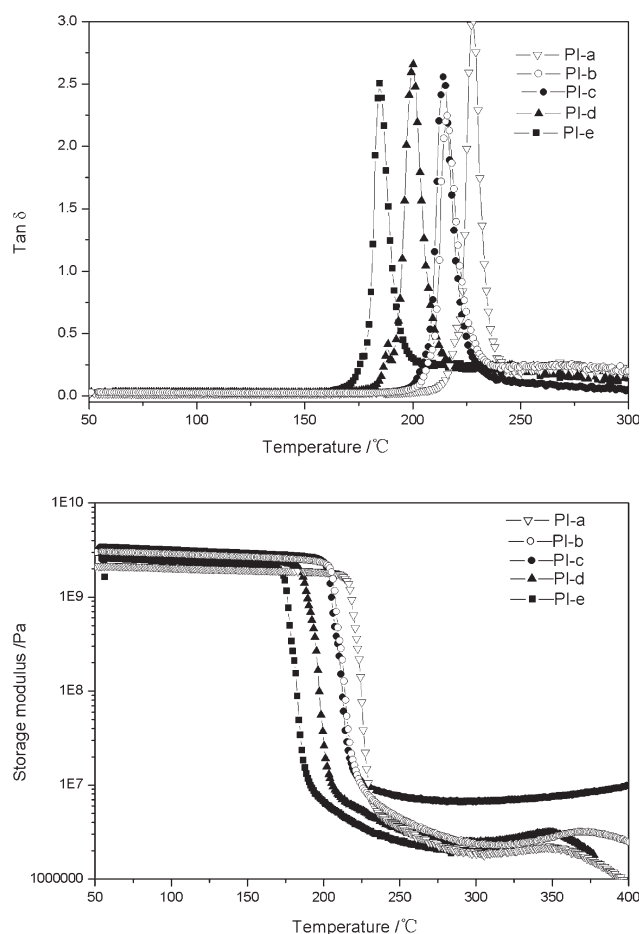 3.0
2.5
2.0
1.5
1.0
0.5
0.0
Tan δ
PI-a
PI-b
PI-c
PI-d
PI-e
50 100 150 200 250 300
Temperature /℃
1E10
1E9
1E8
1E7
1000000
Storage modulus /Pa
PI-a
PI-b
PI-c
PI-d
PI-e
50 100 150 200 250 300 350 400
Temperature /℃